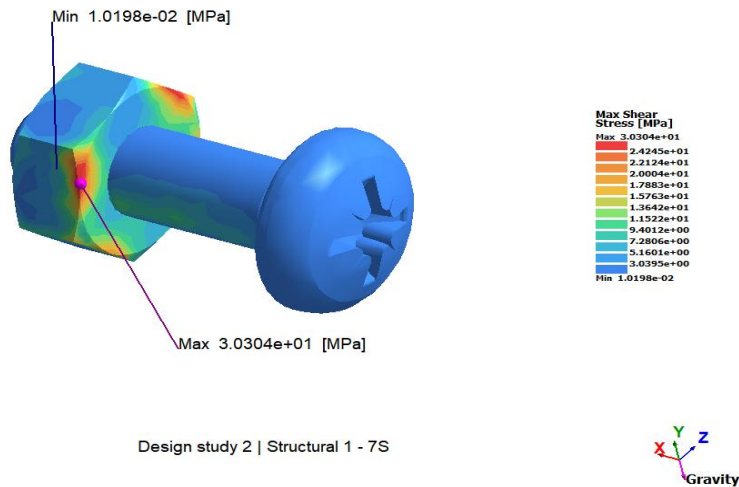 Min 1.0198e-02 [MPa]
Max 3.0304e+01 [MPa]
Max Shear
Stress [MPa]
Max 3.0304e+01
2.4245e+01
2.2124e+01
2.0004e+01
1.7883e+01
1.5763e+01
1.3642e+01
1.1522e+01
9.4012e+00
7.2806e+00
5.1601e+00
3.0395e+00
Min 1.0198e-02
Design study 2 | Structural 1 - 7S
Y
X
Z
Gravity